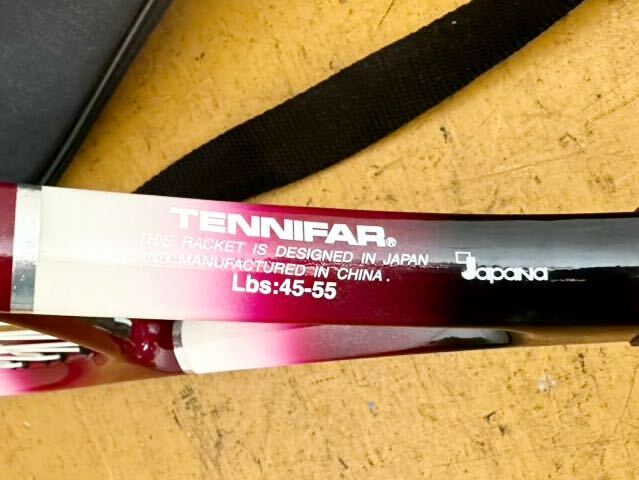 TENNIFAR®
THIS RACKET IS DESIGNED IN JAPAN
AND MANUFACTURED IN CHINA.
Lbs:45-55
Japana